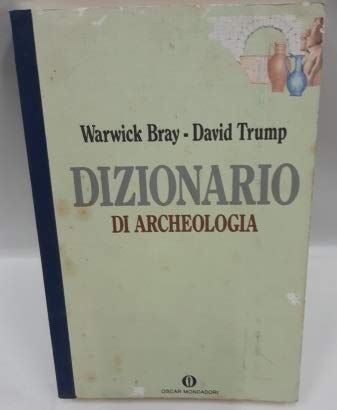 Warwick Bray - David Trump
DIZIONARIO
DI ARCHEOLOGIA
OSCAR MONDADORI